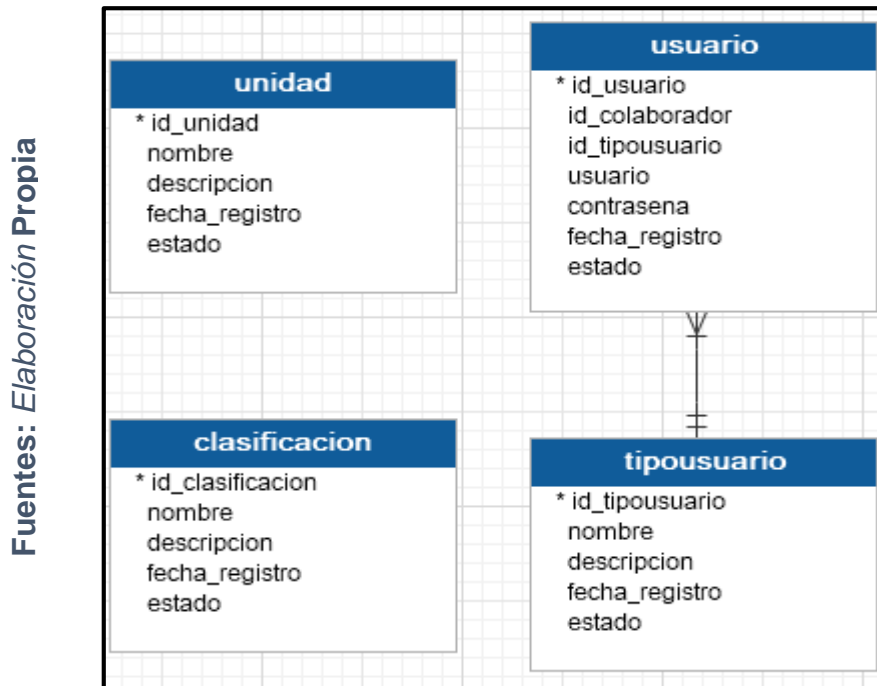 Fuentes: Elaboración Propia
unidad
* id_unidad
nombre
descripcion
fecha_registro
estado
usuario
* id_usuario
id_colaborador
id_tipousuario
usuario
contrasena
fecha_registro
estado
clasificacion
* id_clasificacion
nombre
descripcion
fecha_registro
estado
tipousuario
* id_tipousuario
nombre
descripcion
fecha_registro
estado